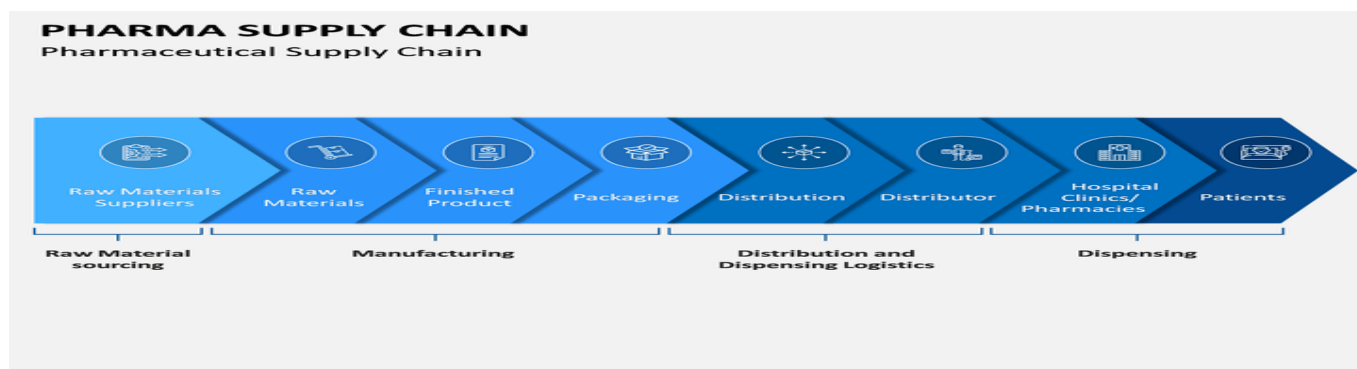 PHARMA SUPPLY CHAIN
Pharmaceutical Supply Chain
Raw Materials
Suppliers
Raw
Materials
Finished
Product
Packaging
Distribution
Distributor
Hospital
Clinics/
Pharmacies
Patients
Raw Material
sourcing
Manufacturing
Distribution and
Dispensing Logistics
Dispensing